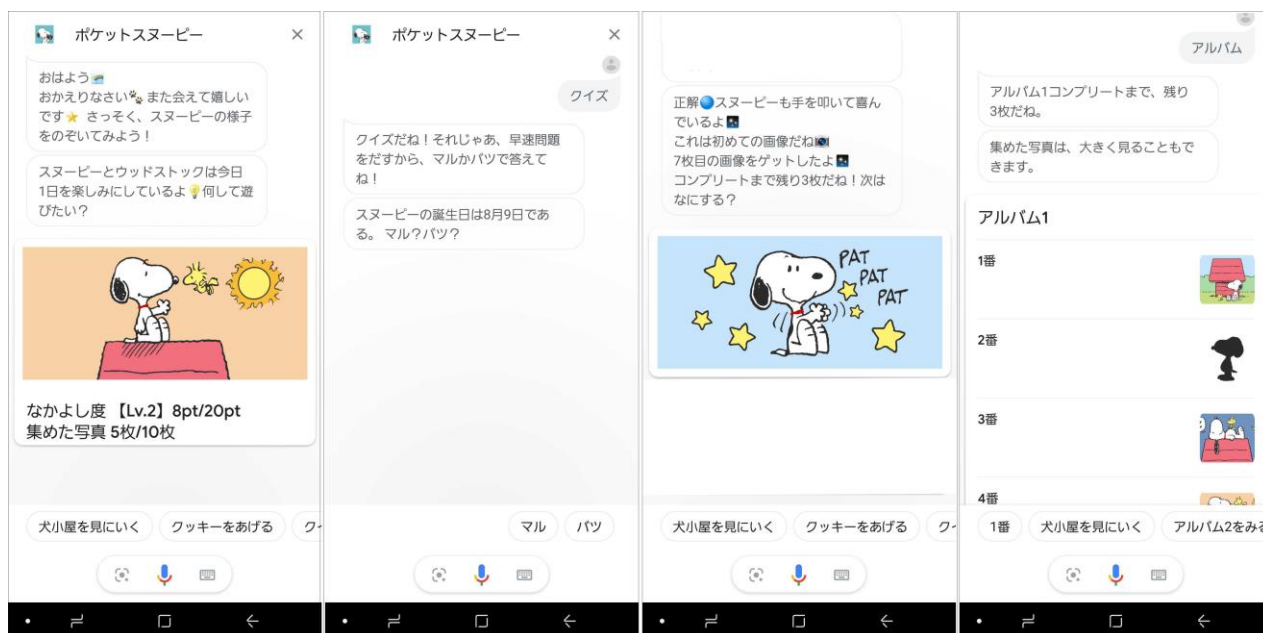 ポケットスヌーピー
おはよう
おかえりなさい また会えて嬉しい
です さっそく、スヌーピーの様子
をのぞいてみよう！
スヌーピーとウッドストックは今日
1日を楽しみにしているよ 何して遊
びたい？
なかよし度 【Lv.2】8pt/20pt
集めた写真 5枚/10枚
犬小屋を見にいく
クッキーをあげる
ク
ポケットスヌーピー
クイズ
クイズだね！それじゃあ、早速問題
をだすから、マルかバツで答えて
ね！
スヌーピーの誕生日は8月9日であ
る。 マル？バツ？
マル
バツ
正解 スヌーピーも手を叩いて喜ん
でいるよ
これは初めての画像だね
7枚目の画像をゲットしたよ
コンプリートまで残り3枚だね！次は
なにする？
PAT
PAT
PAT
犬小屋を見にいく
クッキーをあげる
ク
アルバム
アルバム1コンプリートまで、残り
3枚だね。
集めた写真は、大きく見ることもで
きます。
アルバム1
1番
2番
3番
4番
1番
犬小屋を見にいく
アルバム2をみる